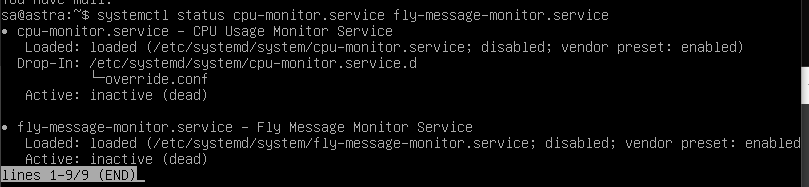 sa@astra:~$ systemctl status cpu-monitor.service fly-message-monitor.service
● cpu-monitor.service - CPU Usage Monitor Service
Loaded: loaded (/etc/systemd/system/cpu-monitor.service; disabled; vendor preset: enabled)
Drop-In: /etc/systemd/system/cpu-monitor.service.d
└─override.conf
Active: inactive (dead)
● fly-message-monitor.service - Fly Message Monitor Service
Loaded: loaded (/etc/systemd/system/fly-message-monitor.service; disabled; vendor preset: enabled
Active: inactive (dead)
lines 1-9/9 (END)